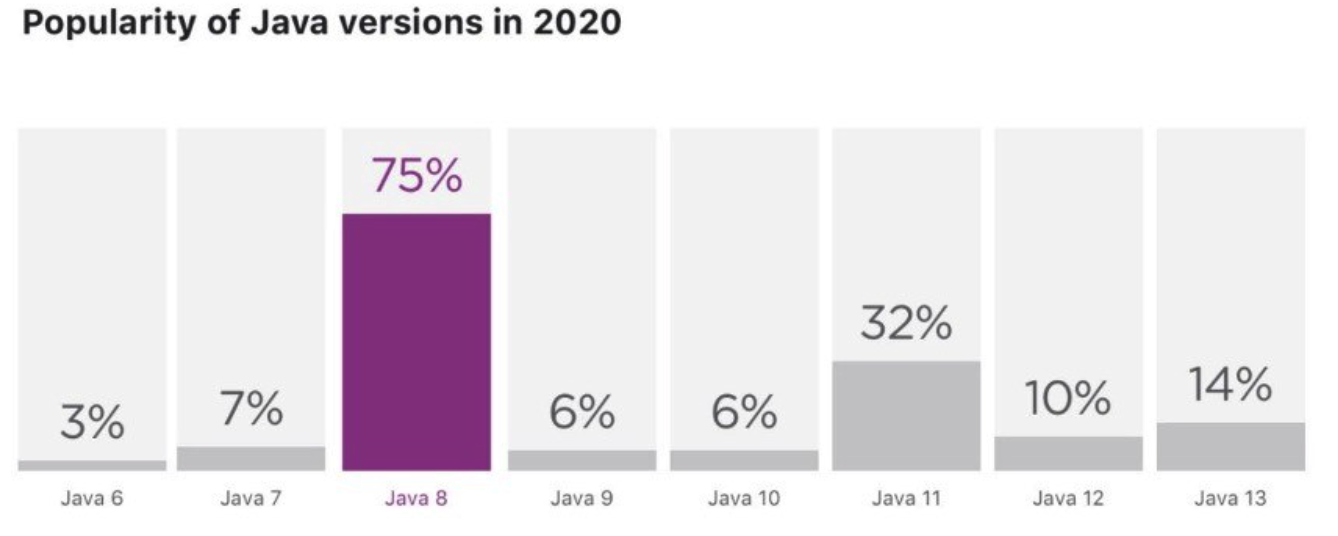 Popularity of Java versions in 2020
3%
7%
75%
6%
6%
32%
10%
14%
Java 6
Java 7
Java 8
Java 9
Java 10
Java 11
Java 12
Java 13